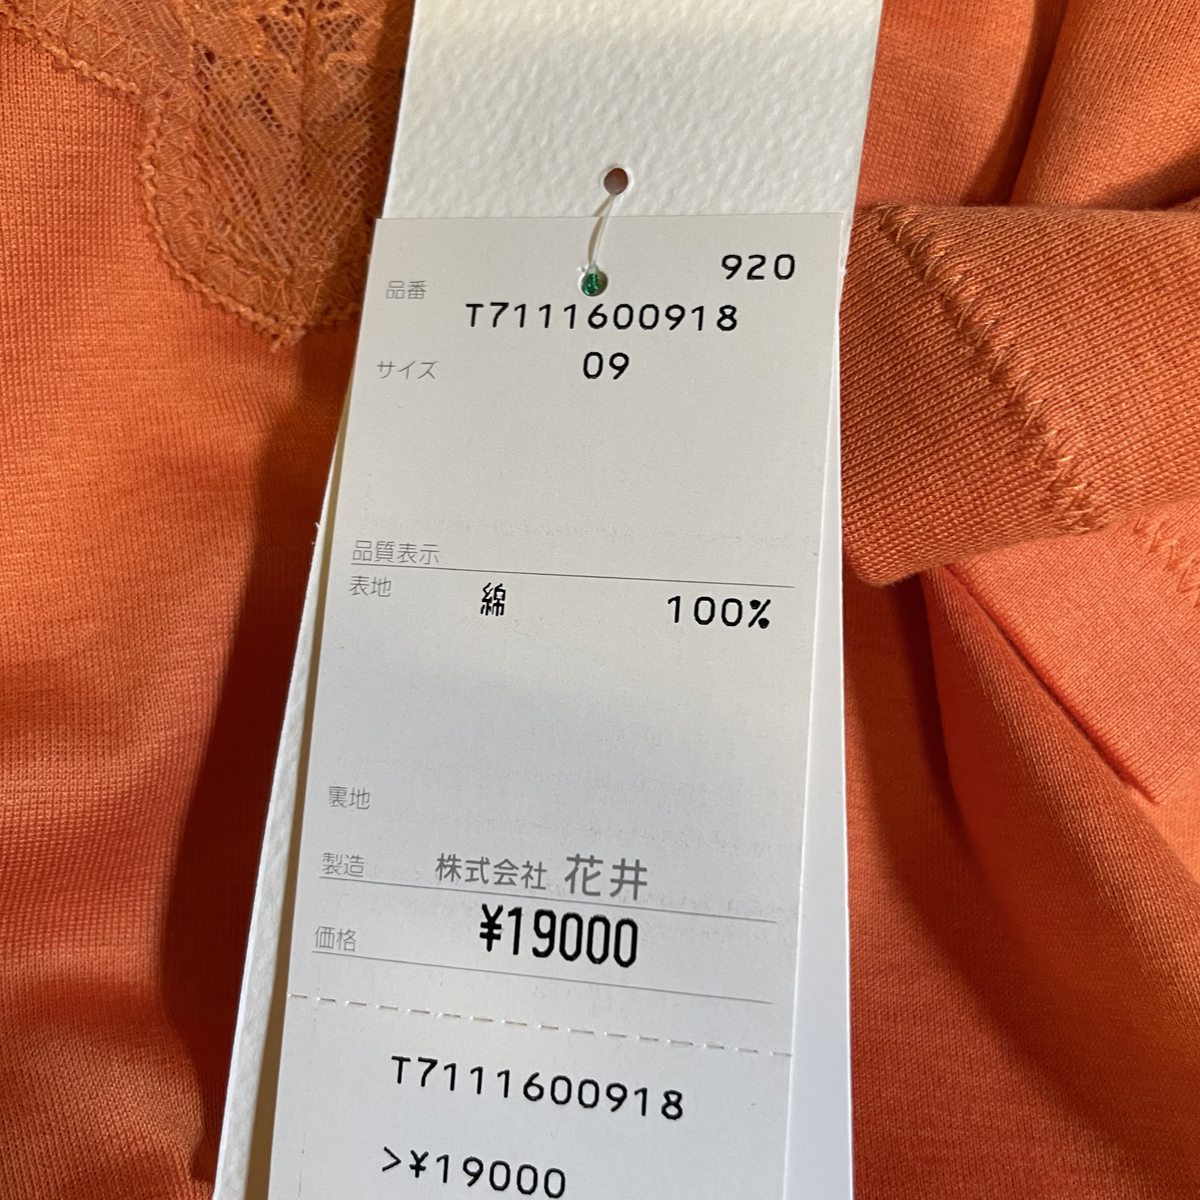 920
品番
T7111600918
サイズ 09
品質表示
表地 綿 100%
裏地
製造 株式会社 花井
価格 ¥19000
T7111600918
>¥19000